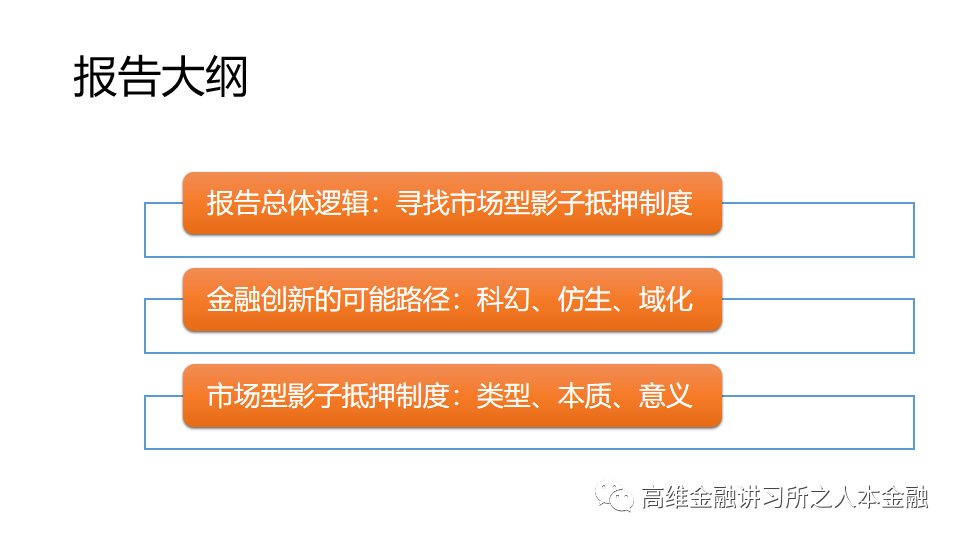 报告大纲
报告总体逻辑：寻找市场型影子抵押制度
金融创新的可能路径：科幻、仿生、域化
市场型影子抵押制度：类型、本质、意义
高维金融讲习所之人本金融